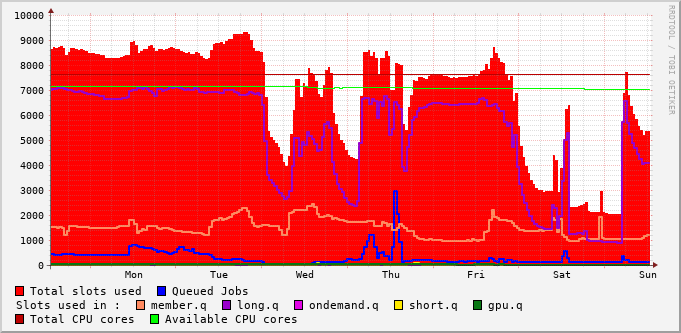 10000
9000
8000
7000
6000
5000
4000
3000
2000
1000
0
Mon Tue Wed Thu Fri Sat Sun
RRDTOOL / TOBI OETIKER
Total slots used Queued Jobs
Slots used in : member.q long.q ondemand.q short.q gpu.q
Total CPU cores Available CPU cores